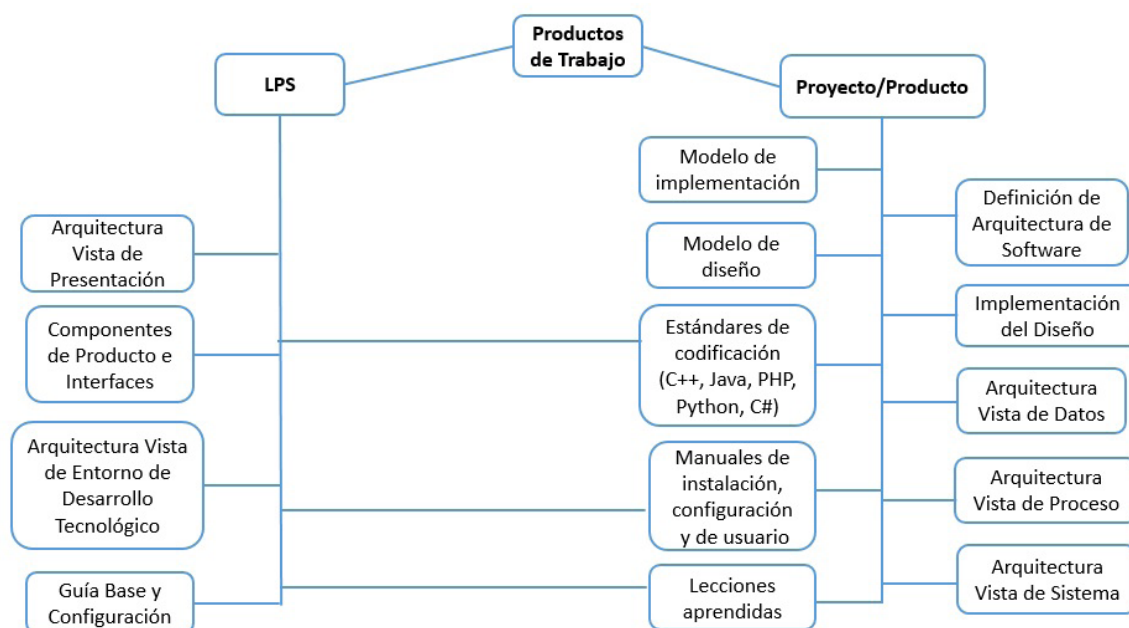 Productos
de Trabajo
LPS
Proyecto/Producto
Arquitectura
Vista de
Presentación
Componentes
de Producto e
Interfaces
Arquitectura Vista
de Entorno de
Desarrollo
Tecnológico
Guía Base y
Configuración
Modelo de
implementación
Modelo de
diseño
Estándares de
codificación
(C++, Java, PHP,
Python, C#)
Manuales de
instalación,
configuración
y de usuario
Lecciones
aprendidas
Definición de
Arquitectura de
Software
Implementación
del Diseño
Arquitectura
Vista de Datos
Arquitectura
Vista de Proceso
Arquitectura
Vista de Sistema